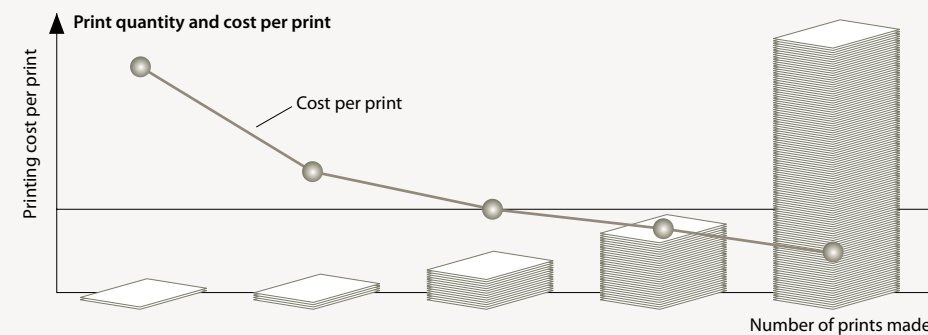 Print quantity and cost per print
Printing cost per print
Cost per print
Number of prints made